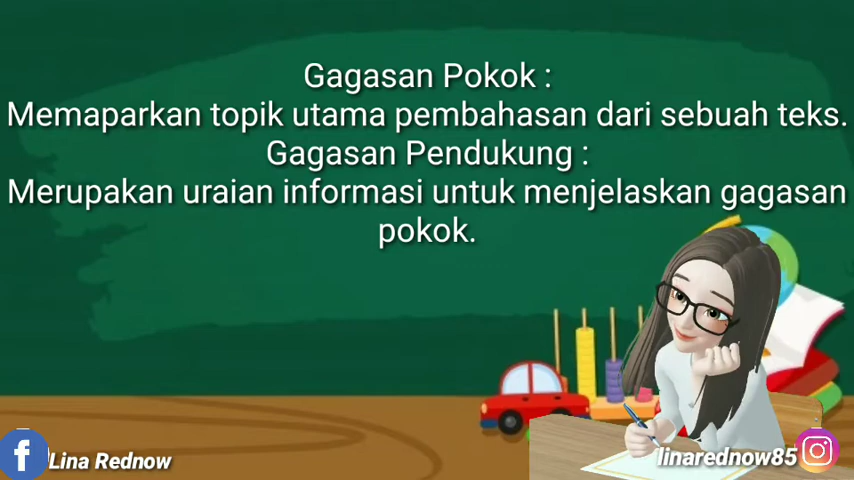 Gagasan Pokok :
Memaparkan topik utama pembahasan dari sebuah teks.
Gagasan Pendukung :
Merupakan uraian informasi untuk menjelaskan gagasan
pokok.
Lina Rednow
linarednow85